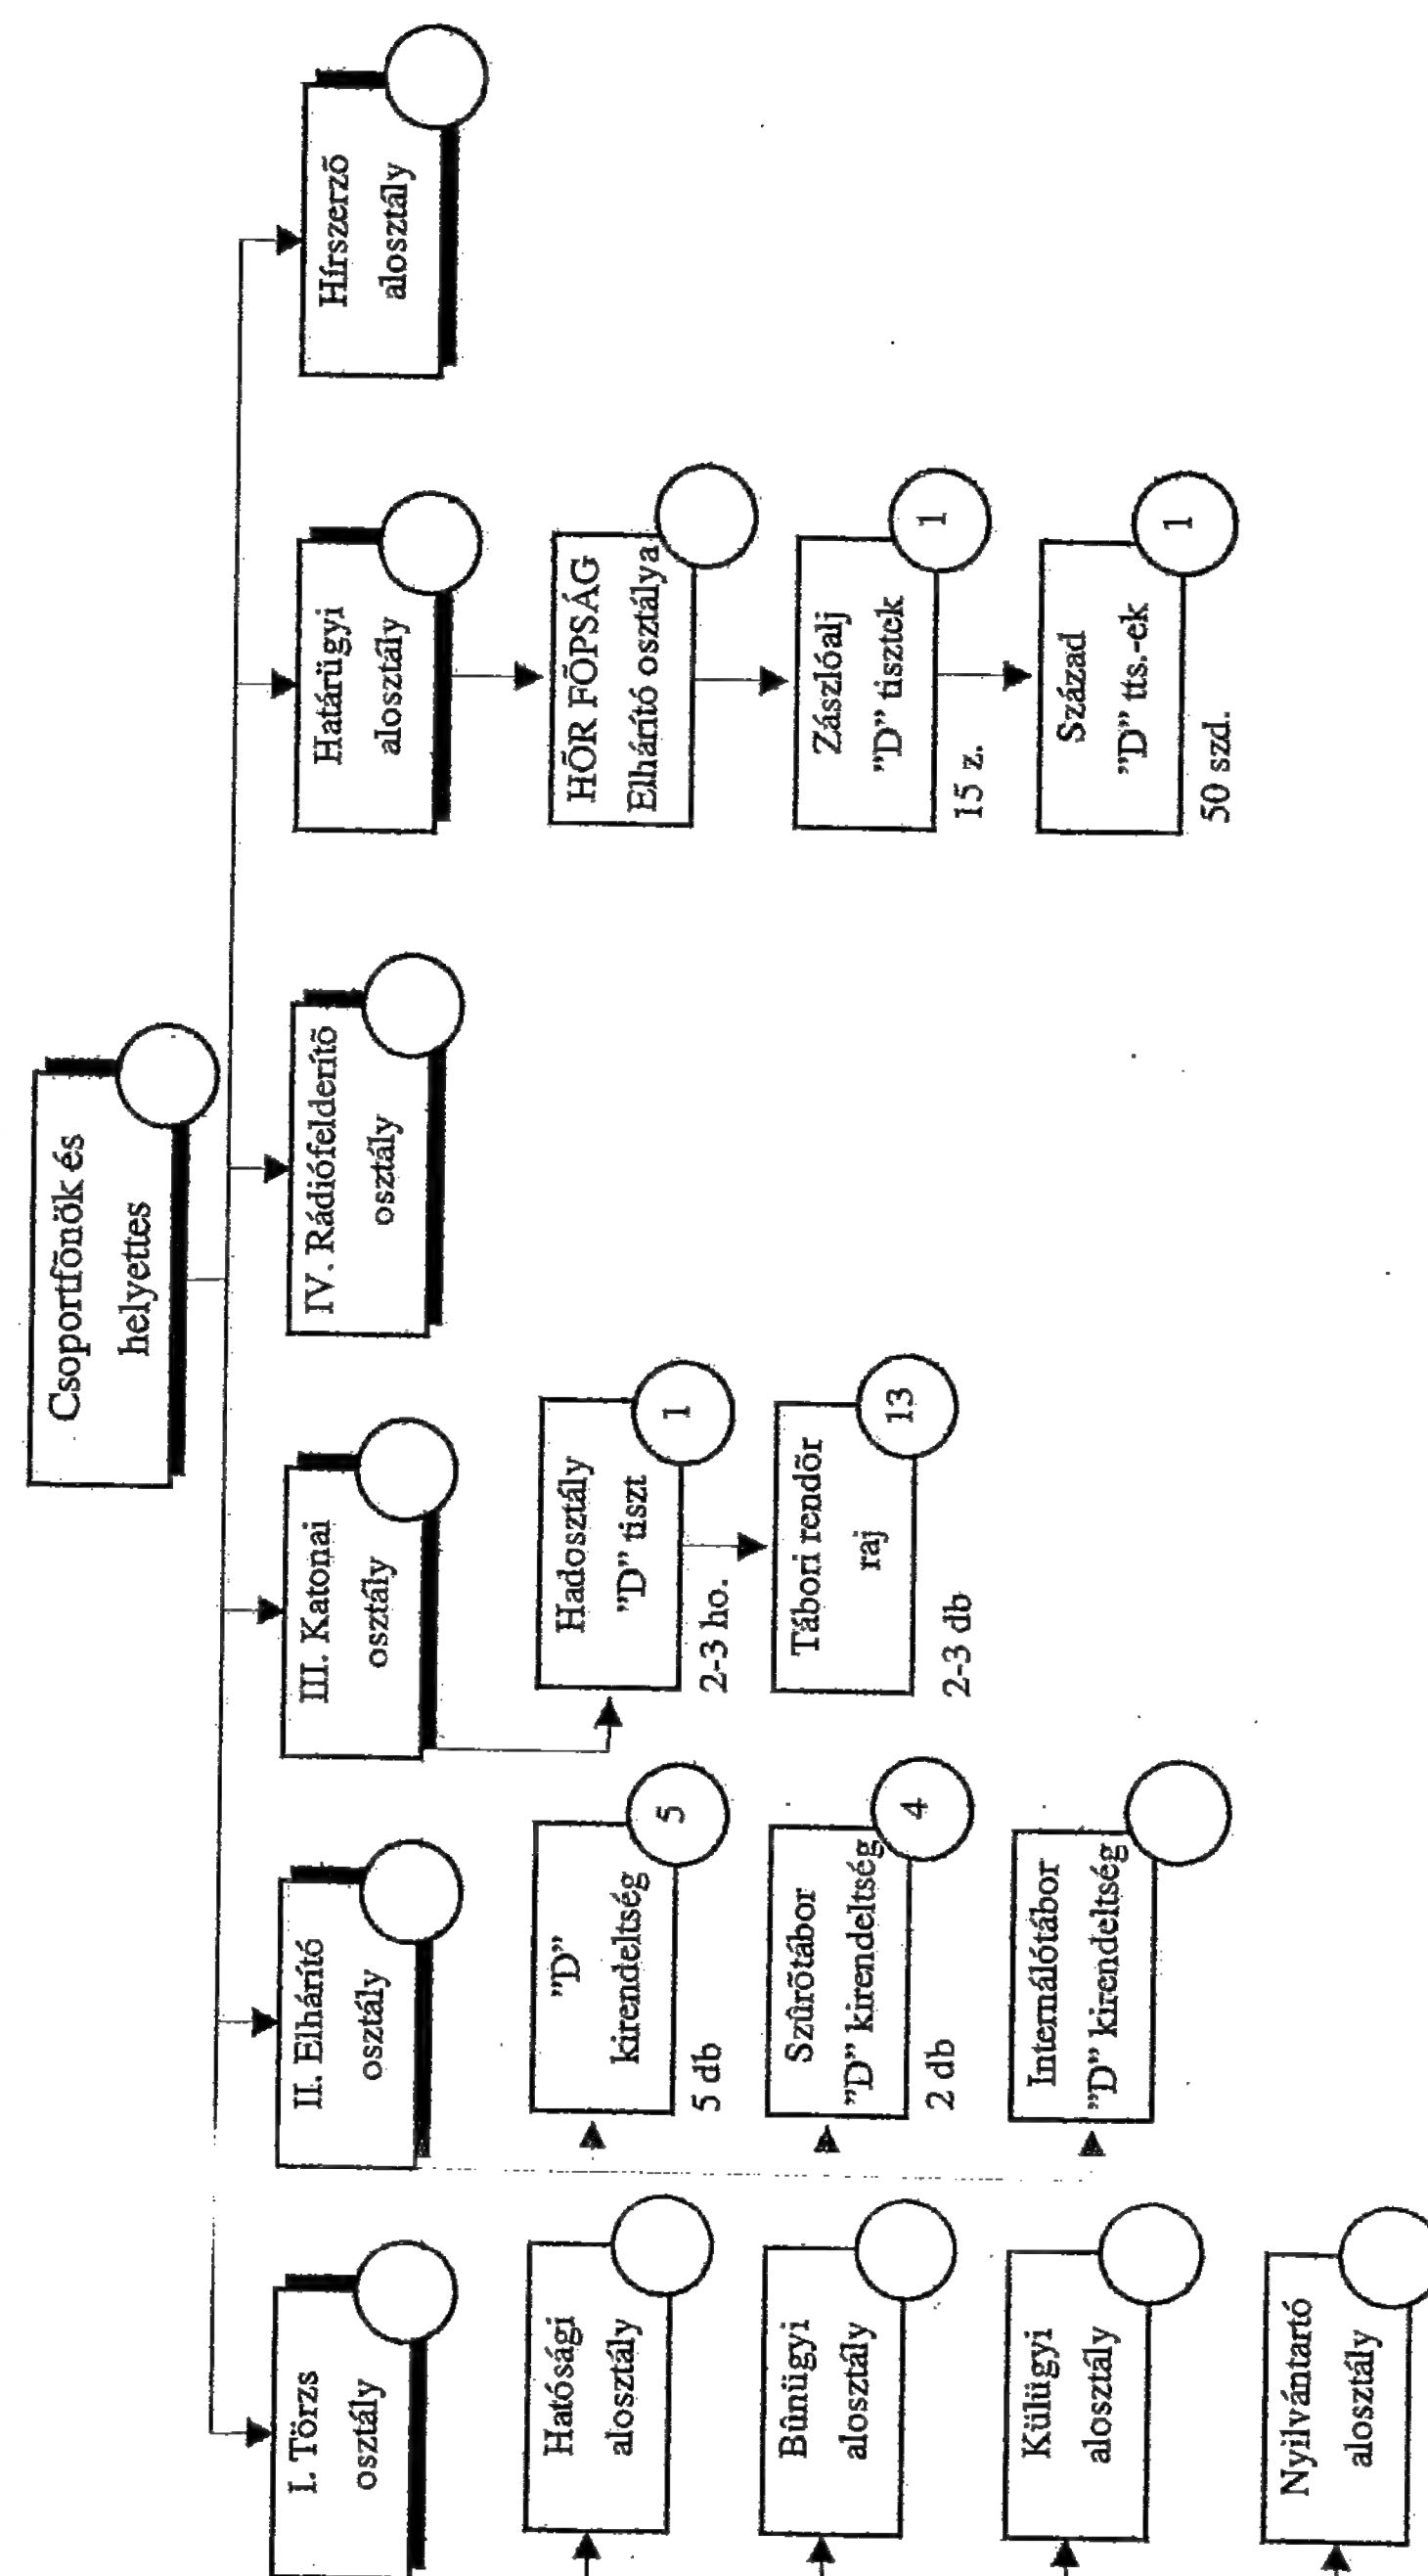 Csoportfőnök és
helyettes
I. Törzs
osztály
II. Elhárító
osztály
III. Katonai
osztály
IV. Rádiófelderítő
osztály
Határügyi
alosztály
Hírszerző
alosztály
Hatósági
alosztály
Bűnügyi
alosztály
Külügyi
alosztály
Nyilvántartó
alosztály
"D"
kirendeltség
5
5 db
Szűrőtábor
"D" kirendeltség
4
2 db
Internálótábor
"D" kirendeltség
Hadosztály
"D" tiszt
1
2-3 ho.
Tábori rendőr
raj
13
2-3 db
HŐR FŐPSÁG
Elhárító osztálya
Zászlóalj
"D" tisztek
1
15 z.
Század
"D" tts.-ek
1
50 szd.